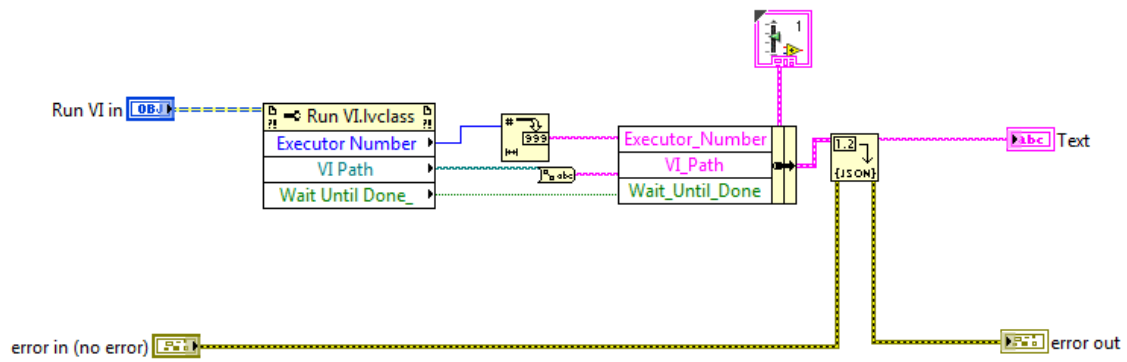 1
Run VI in
OBJ
?!
Run VI.lvclass
?!
Executor Number
VI Path
Wait Until Done_
#
999
abc
Executor_Number
VI_Path
Wait_Until_Done
1.2
{JSON}
abc
Text
error in (no error)
error out